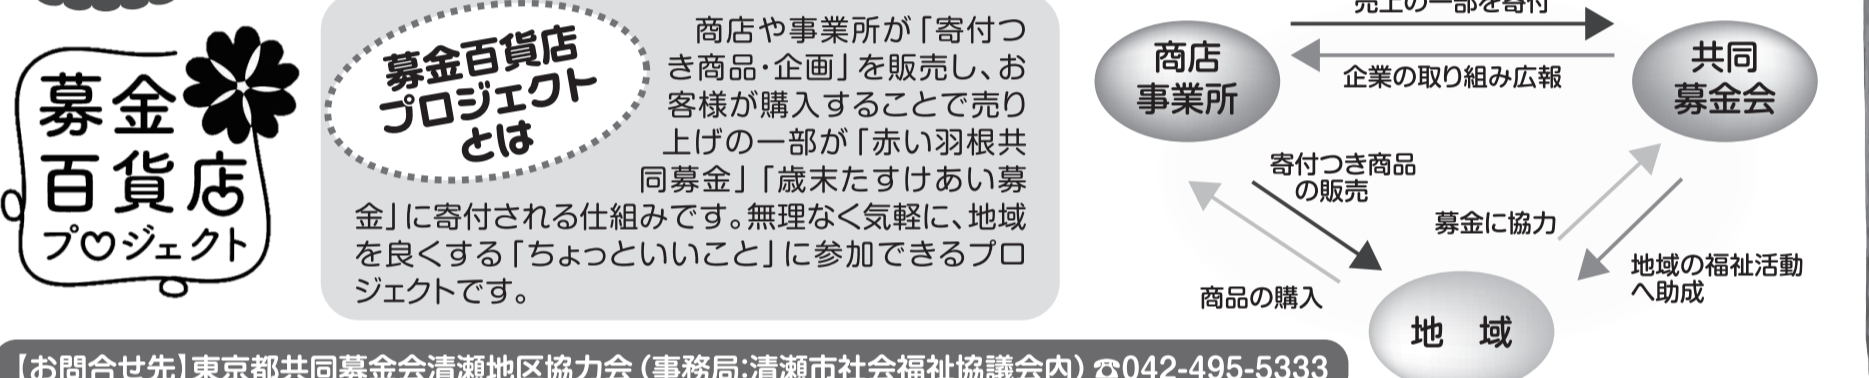 募金
百貨店
プロジェクト
募金百貨店
プロジェクト
とは
商店や事業所が「寄付つ
き商品・企画」を販売し、お
客様が購入することで売り
上げの一部が「赤い羽根共
同募金」「歳末たすけあい募
金」に寄付される仕組みです。無理なく気軽に、地域
を良くする「ちょっといいこと」に参加できるプロ
ジェクトです。
売上の一部を寄付
商店
事業所
企業の取り組み広報
共同
募金会
寄付つき商品
の販売
募金に協力
商品の購入
地域の福祉活動
へ助成
地 域
【お問合せ先】東京都共同募金会清瀬地区協力会（事務局:清瀬市社会福祉協議会内）☎042-495-5333